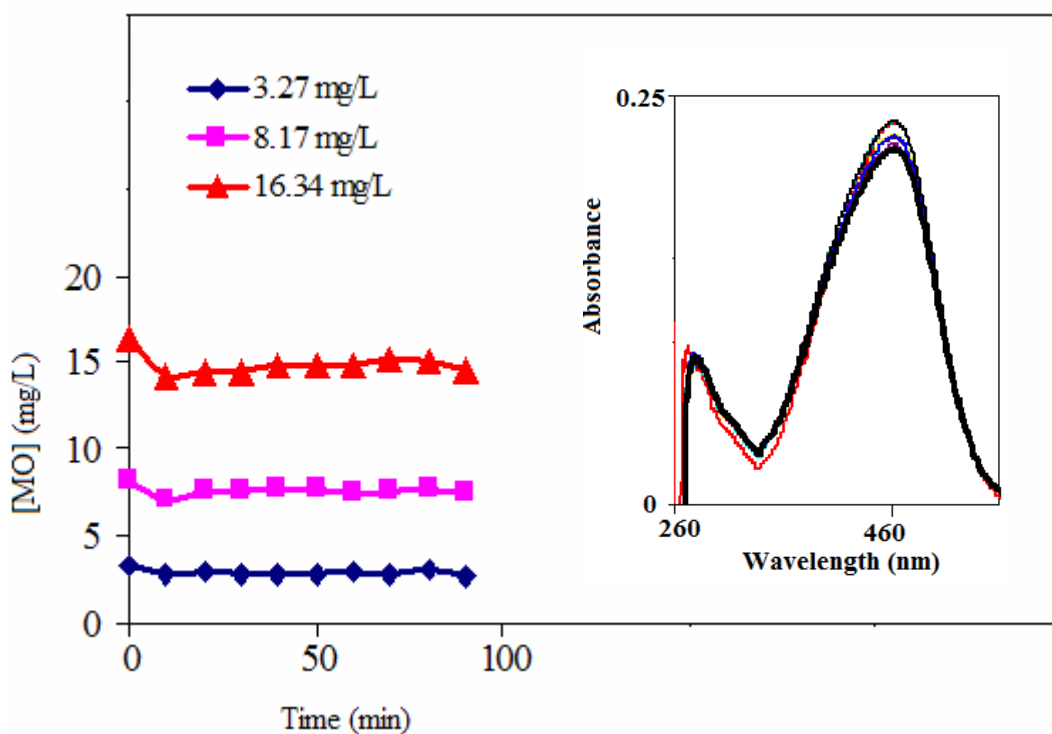 3.27 mg/L
8.17 mg/L
16.34 mg/L
[MO] (mg/L)
20
15
10
5
0
0 50 100
Time (min)
0.25
Absorbance
0
260 460
Wavelength (nm)